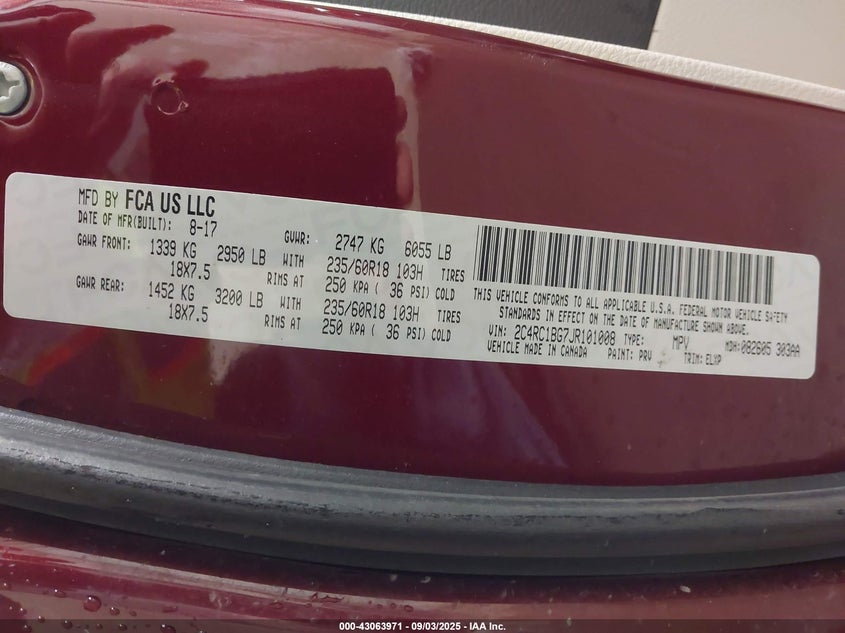 MFD BY FCA US LLC
DATE OF MFR(BUILT): 8-17 GVWR: 2747 KG 6055 LB
GAWR FRONT: 1339 KG 2950 LB WITH 235/60R18 103H TIRES
18X7.5 RIMS AT 250 KPA ( 36 PSI) COLD
GAWR REAR: 1452 KG 3200 LB WITH 235/60R18 103H TIRES
18X7.5 RIMS AT 250 KPA ( 36 PSI) COLD
THIS VEHICLE CONFORMS TO ALL APPLICABLE U.S.A. FEDERAL MOTOR VEHICLE SAFETY
STANDARDS IN EFFECT ON THE DATE OF MANUFACTURE SHOWN ABOVE.
VIN: 2C4RC1BG7JR101008 TYPE: MPV MDH:082605 303AA
VEHICLE MADE IN CANADA PAINT: PRV TRIM: ELXP
000-43063971 - 09/03/2025 - IAA Inc.